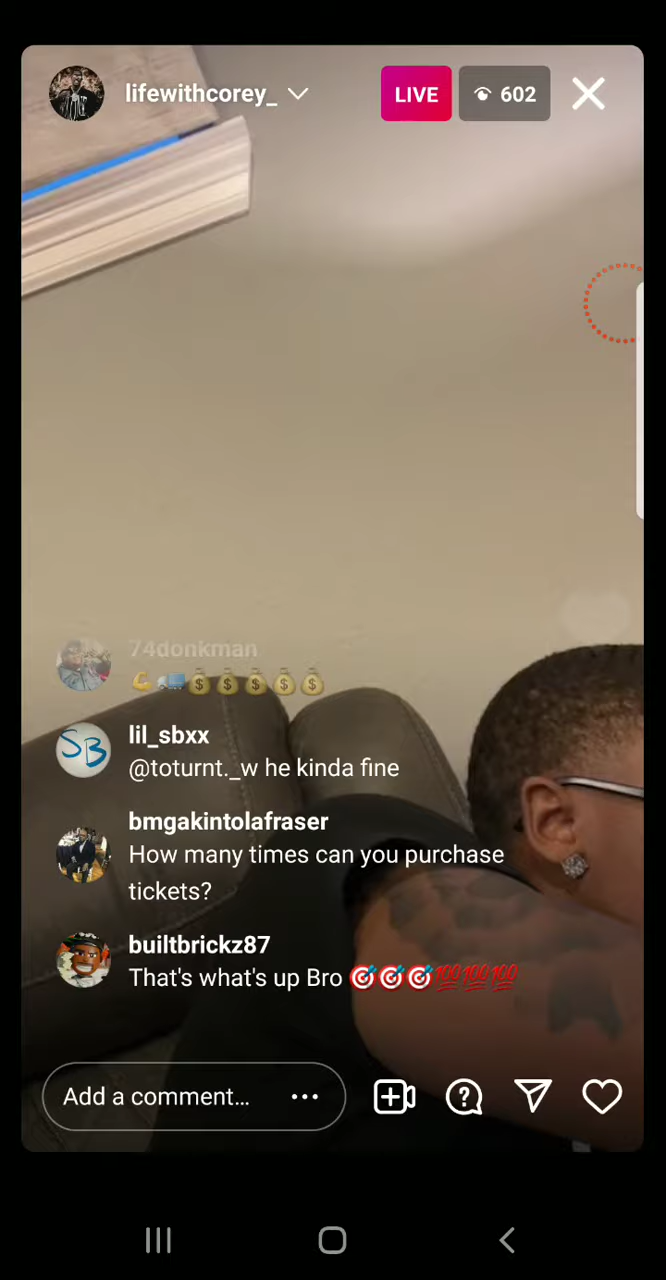 lifewithcorey_
LIVE
602
74donkman
💪🚚💰💰💰💰💰
SB
lil_sbxx
@toturnt._w he kinda fine
bmgakintolafraser
How many times can you purchase
tickets?
builtbrickz87
That's what's up Bro 🎯🎯🎯💯💯💯
Add a comment...